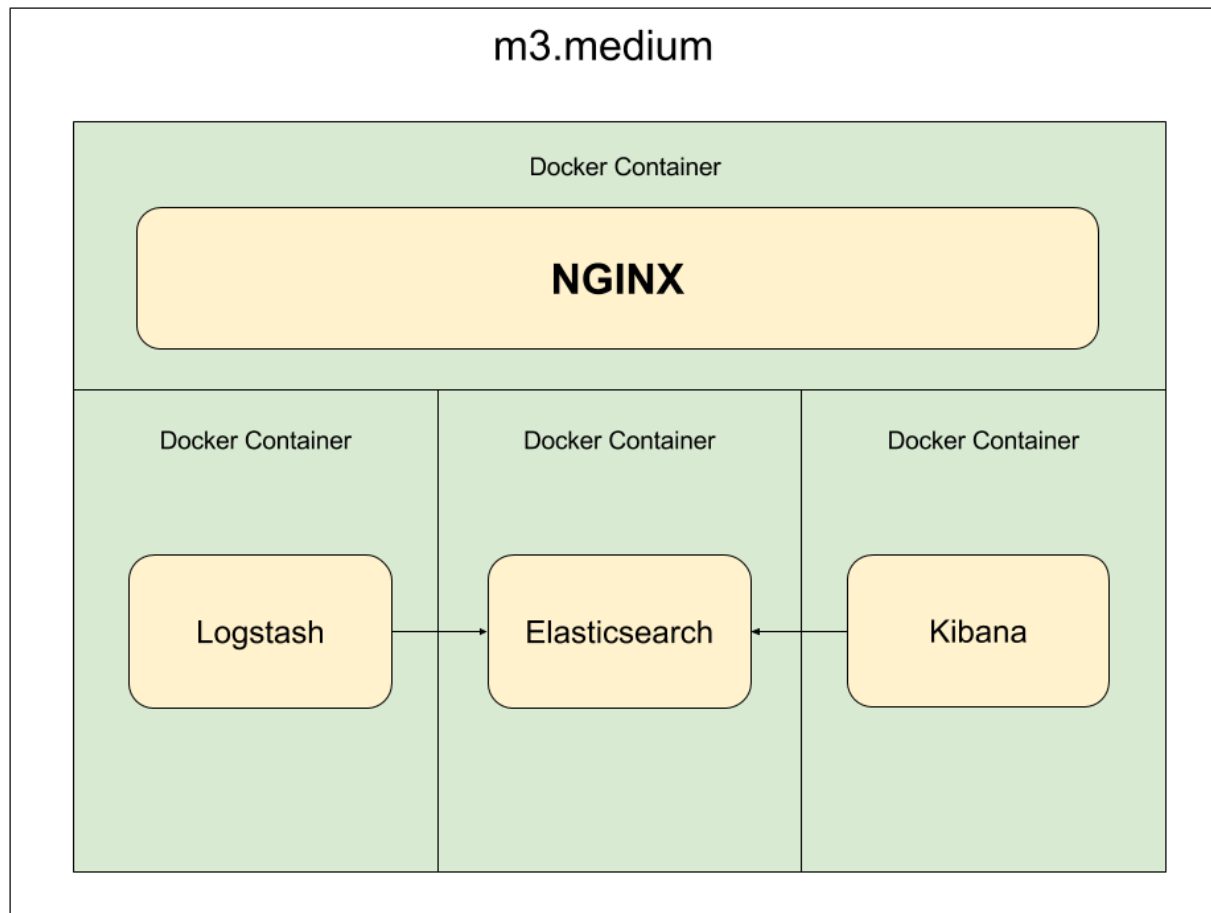 m3.medium
Docker Container
NGINX
Docker Container
Docker Container
Docker Container
Logstash
Elasticsearch
Kibana